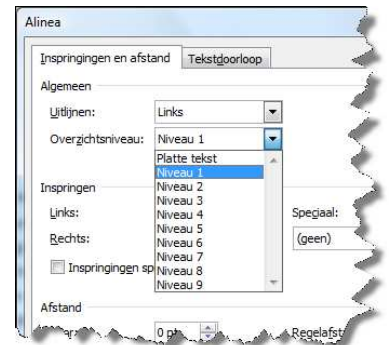 Alinea
Inspringingen en afstand Tekstdoorloop
Algemeen
Uitlijnen: Links
Overzichtsniveau: Niveau 1
Platte tekst
Niveau 1
Niveau 2
Inspringen
Niveau 3
Links: Niveau 4 Speciaal:
Niveau 5
Rechts: Niveau 6 (geen)
Niveau 7
Inspringingen Niveau 8
Niveau 9
Afstand
0 pt